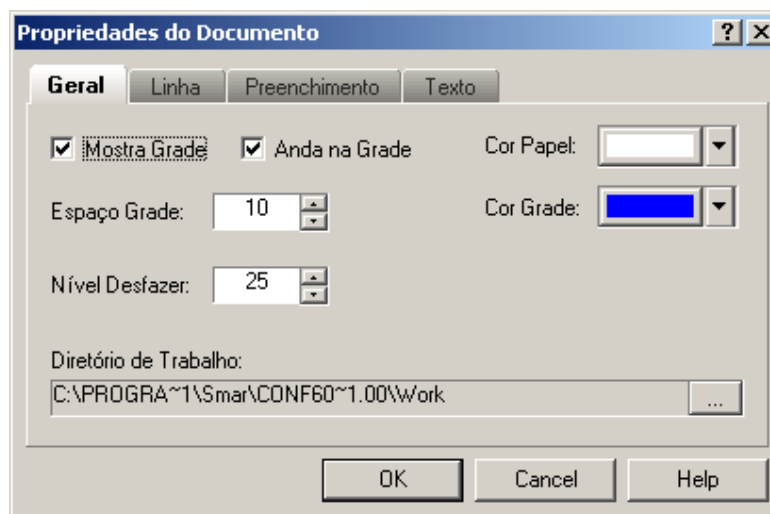 Propriedades do Documento
Geral Linha Preenchimento Texto
Mostra Grade Anda na Grade Cor Papel:
Espaço Grade: 10 Cor Grade:
Nível Desfazer: 25
Diretório de Trabalho:
C:\PROGRA~1\Smar\CONF60~1.00\Work ...
OK Cancel Help